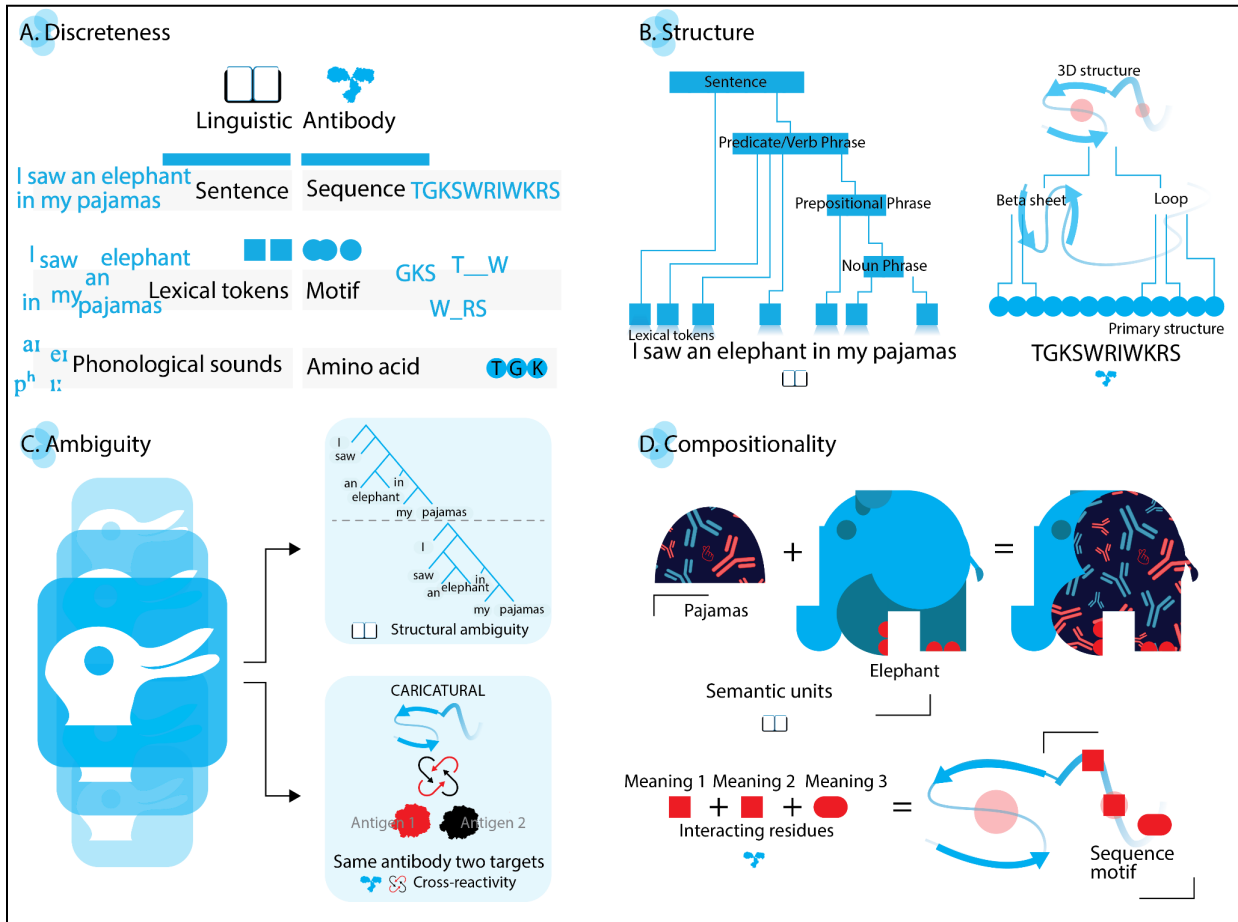 A. Discreteness
Linguistic Antibody
I saw an elephant
in my pajamas
Sentence
Sequence TGKSWRIWKRS
I saw an elephant
in my pajamas
Lexical tokens
Motif
GKS T__W
W_RS
Phonological sounds
Amino acid
T G K
B. Structure
Sentence
Predicate/Verb Phrase
Prepositional Phrase
Noun Phrase
Lexical tokens
I saw an elephant in my pajamas
3D structure
Beta sheet
Loop
Primary structure
TGKSWRIWKRS
C. Ambiguity
I
saw
an
elephant
in
my pajamas
I
saw
an
elephant
in
my pajamas
Structural ambiguity
CARICATURAL
Antigen 1
Antigen 2
Same antibody two targets
Cross-reactivity
D. Compositionality
Pajamas
+
Elephant
=
Semantic units
Meaning 1 Meaning 2 Meaning 3
+ + =
Interacting residues
Sequence
motif